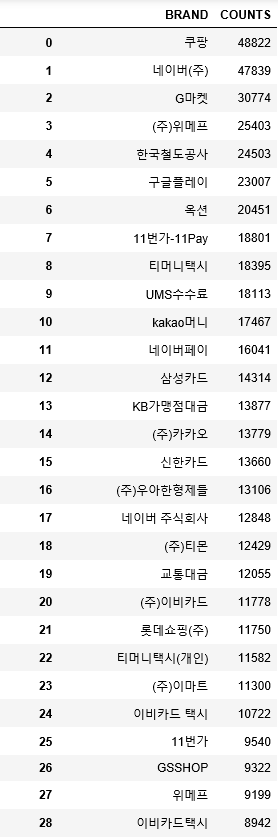 BRAND COUNTS
0 쿠팡 48822
1 네이버(주) 47839
2 G마켓 30774
3 (주)위메프 25403
4 한국철도공사 24503
5 구글플레이 23007
6 옥션 20451
7 11번가-11Pay 18801
8 티머니택시 18395
9 UMS수수료 18113
10 kakao머니 17467
11 네이버페이 16041
12 삼성카드 14314
13 KB가맹점대금 13877
14 (주)카카오 13779
15 신한카드 13660
16 (주)우아한형제들 13106
17 네이버 주식회사 12848
18 (주)티몬 12429
19 교통대금 12055
20 (주)이비카드 11778
21 롯데쇼핑(주) 11750
22 티머니택시(개인) 11582
23 (주)이마트 11300
24 이비카드 택시 10722
25 11번가 9540
26 GSSHOP 9322
27 위메프 9199
28 이비카드택시 8942